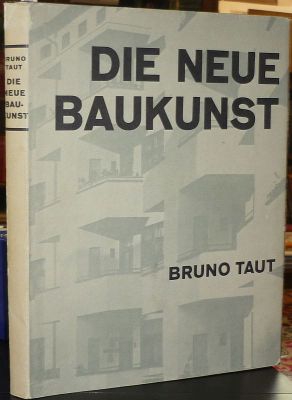 BRUNO
TAUT
DIE
NEUE
BAU-
KUNST
DIE NEUE
BAUKUNST
BRUNO TAUT